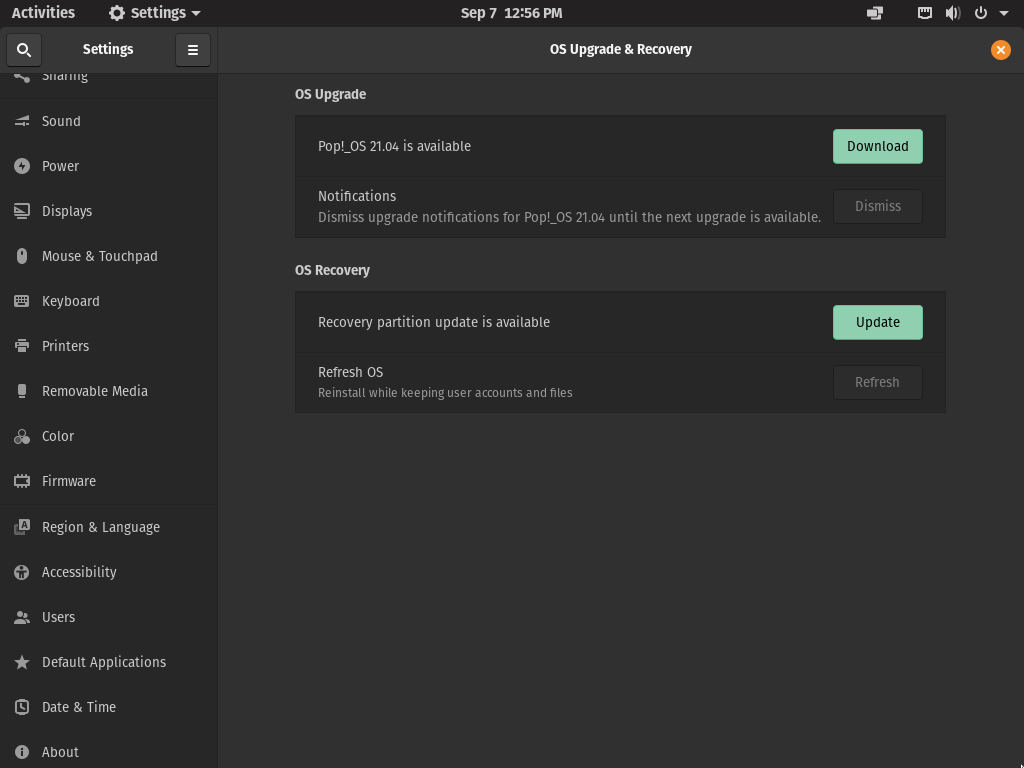 Activities
Settings
Sep 7 12:56 PM
Settings
OS Upgrade & Recovery
Sharing
Sound
Power
Displays
Mouse & Touchpad
Keyboard
Printers
Removable Media
Color
Firmware
Region & Language
Accessibility
Users
Default Applications
Date & Time
About
OS Upgrade
Pop!_OS 21.04 is available
Download
Notifications
Dismiss upgrade notifications for Pop!_OS 21.04 until the next upgrade is available.
Dismiss
OS Recovery
Recovery partition update is available
Update
Refresh OS
Reinstall while keeping user accounts and files
Refresh